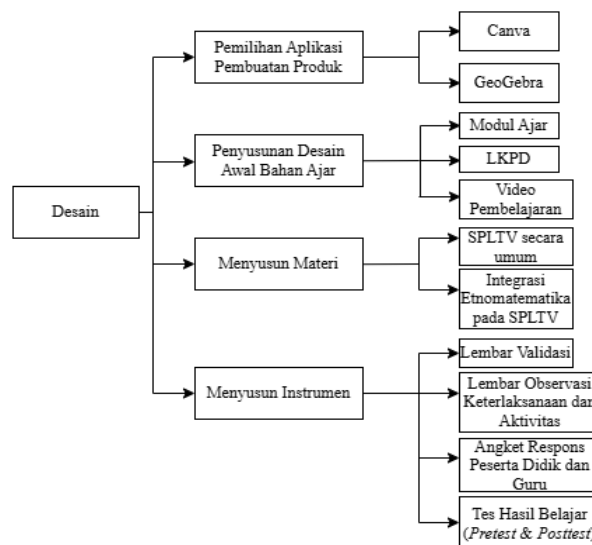 Desain
Pemilihan Aplikasi
Pembuatan Produk
Canva
GeoGebra
Penyusunan Desain
Awal Bahan Ajar
Modul Ajar
LKPD
Video
Pembelajaran
Menyusun Materi
SPLTV secara
umum
Integrasi
Etnomatematika
pada SPLTV
Menyusun Instrumen
Lembar Validasi
Lembar Observasi
Keterlaksanaan dan
Aktivitas
Angket Respons
Peserta Didik dan
Guru
Tes Hasil Belajar
(Pretest & Posttest)